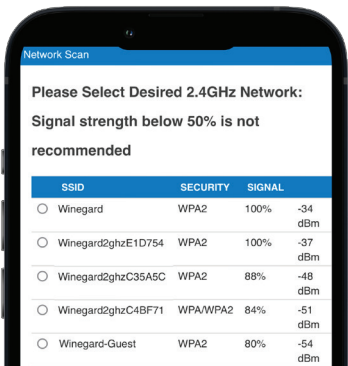 Network Scan
Please Select Desired 2.4GHz Network:
Signal strength below 50% is not
recommended
SSID SECURITY SIGNAL
Winegard WPA2 100% -34
dBm
Winegard2ghzE1D754 WPA2 100% -37
dBm
Winegard2ghzC35A5C WPA2 88% -48
dBm
Winegard2ghzC4BF71 WPA/WPA2 84% -51
dBm
Winegard-Guest WPA2 80% -54
dBm